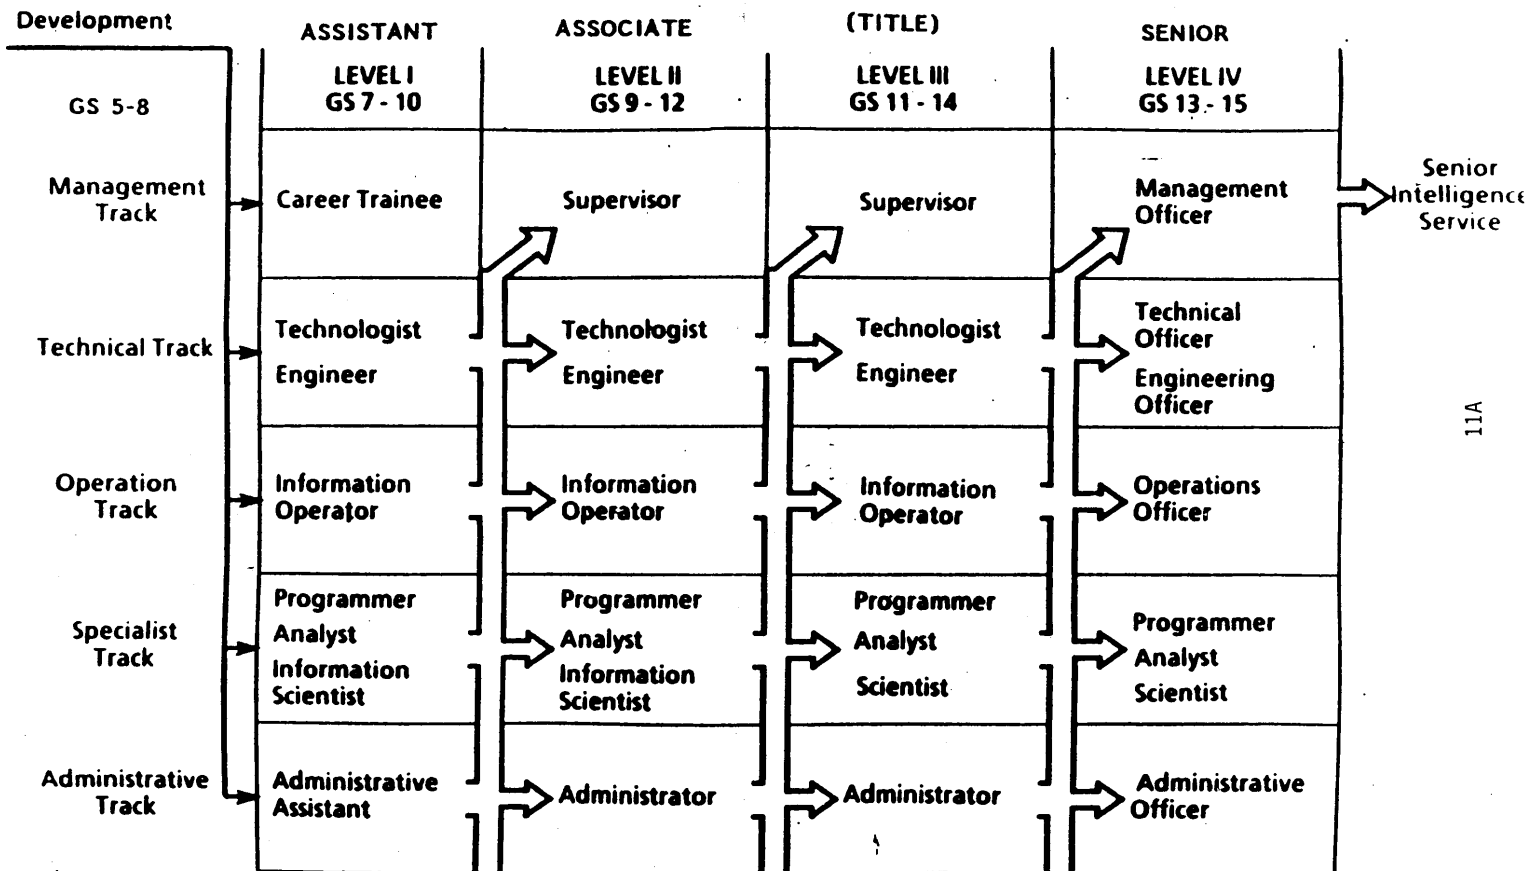 Development
ASSISTANT
ASSOCIATE
(TITLE)
SENIOR
GS 5-8
LEVEL I
GS 7 - 10
LEVEL II
GS 9 - 12
LEVEL III
GS 11 - 14
LEVEL IV
GS 13 - 15
Management
Track
Career Trainee
Supervisor
Supervisor
Management
Officer
Senior
Intelligence
Service
Technical Track
Technologist
Engineer
Technologist
Engineer
Technologist
Engineer
Technical
Officer
Engineering
Officer
11A
Operation
Track
Information
Operator
Information
Operator
Information
Operator
Operations
Officer
Specialist
Track
Programmer
Analyst
Information
Scientist
Programmer
Analyst
Information
Scientist
Programmer
Analyst
Scientist
Programmer
Analyst
Scientist
Administrative
Track
Administrative
Assistant
Administrator
Administrator
Administrative
Officer